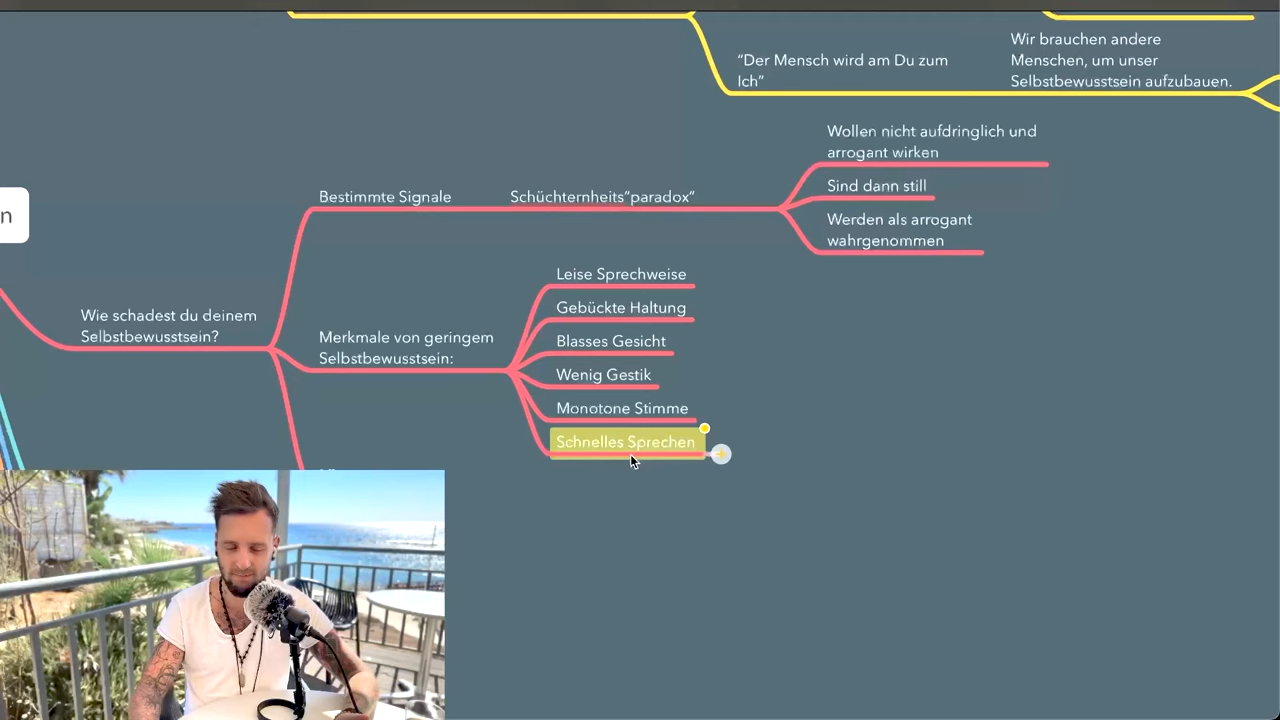 Wir brauchen andere
Menschen, um unser
Selbstbewusstsein aufzubauen.
“Der Mensch wird am Du zum
Ich”
Wollen nicht aufdringlich und
arrogant wirken
Bestimmte Signale
Schüchternheits“paradox“
Sind dann still
Werden als arrogant
wahrgenommen
n
Wie schadest du deinem
Selbstbewusstsein?
Merkmale von geringem
Selbstbewusstsein:
Leise Sprechweise
Gebückte Haltung
Blasses Gesicht
Wenig Gestik
Monotone Stimme
Schnelles Sprechen